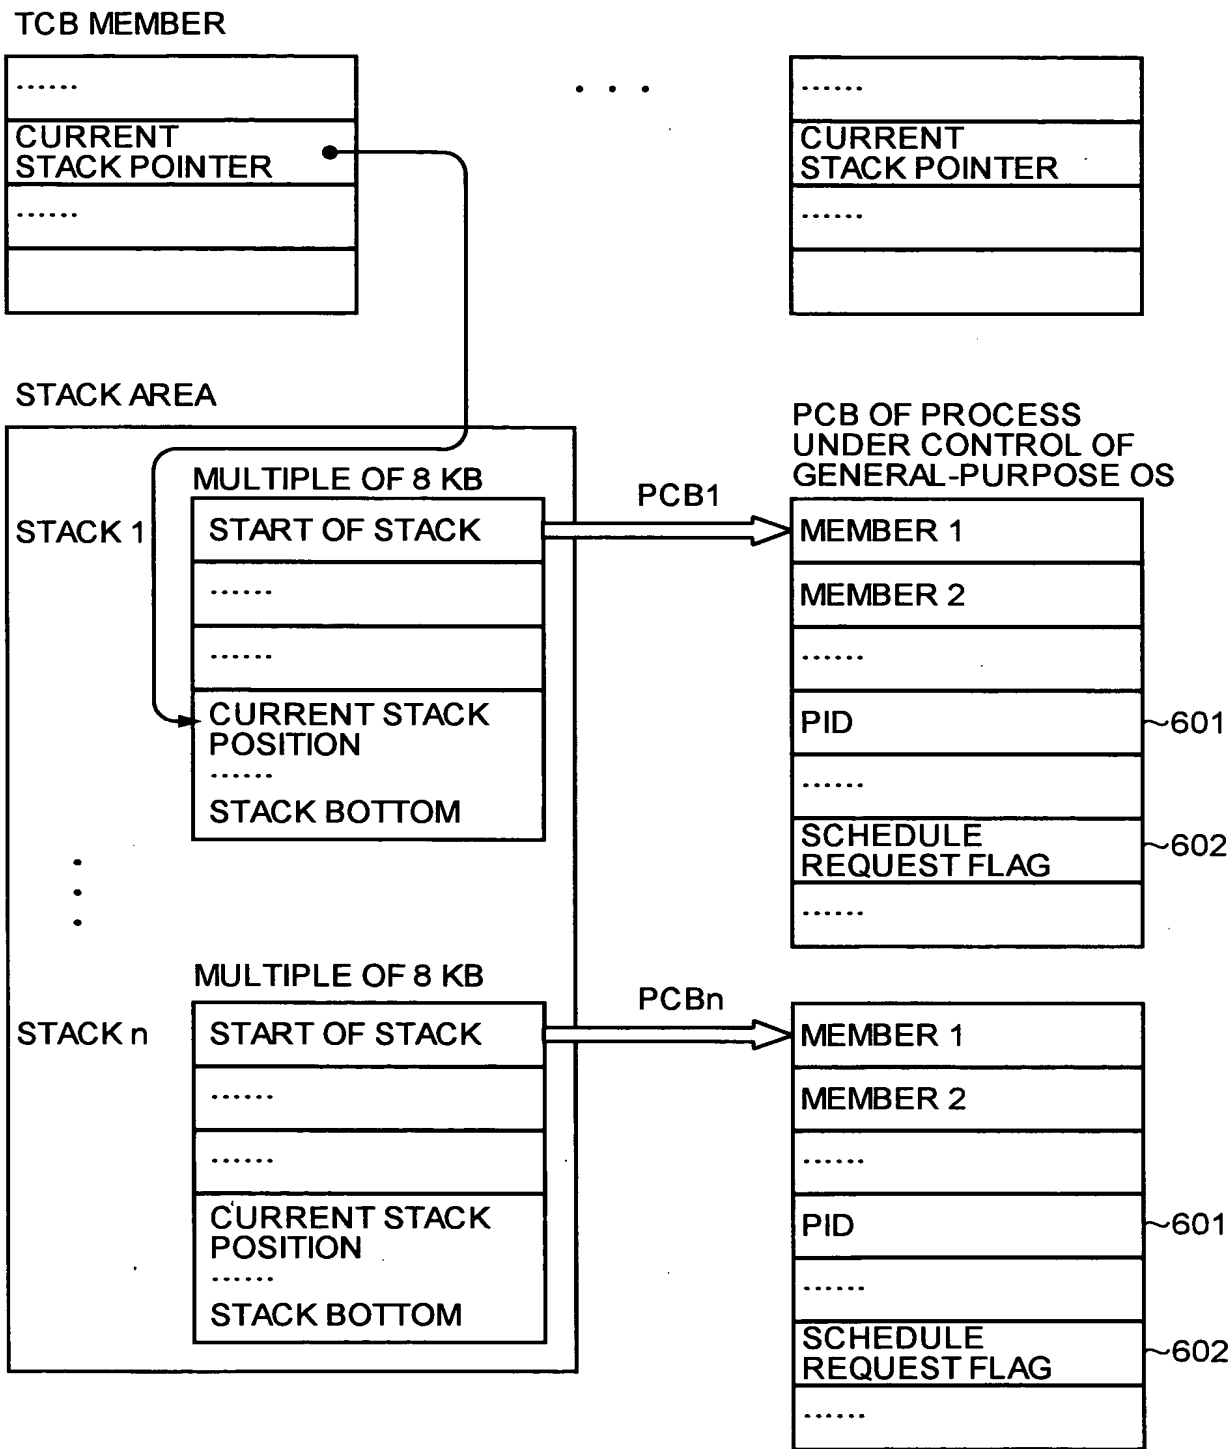 TCB MEMBER
......
CURRENT
STACK POINTER
......
. . .
......
CURRENT
STACK POINTER
......
STACK AREA
MULTIPLE OF 8 KB
STACK 1
START OF STACK
......
......
CURRENT STACK
POSITION
......
STACK BOTTOM
PCB1
PCB OF PROCESS
UNDER CONTROL OF
GENERAL-PURPOSE OS
MEMBER 1
MEMBER 2
......
PID
~601
......
SCHEDULE
REQUEST FLAG
~602
......
MULTIPLE OF 8 KB
STACK n
START OF STACK
......
......
CURRENT STACK
POSITION
......
STACK BOTTOM
PCBn
MEMBER 1
MEMBER 2
......
PID
~601
......
SCHEDULE
REQUEST FLAG
~602
......